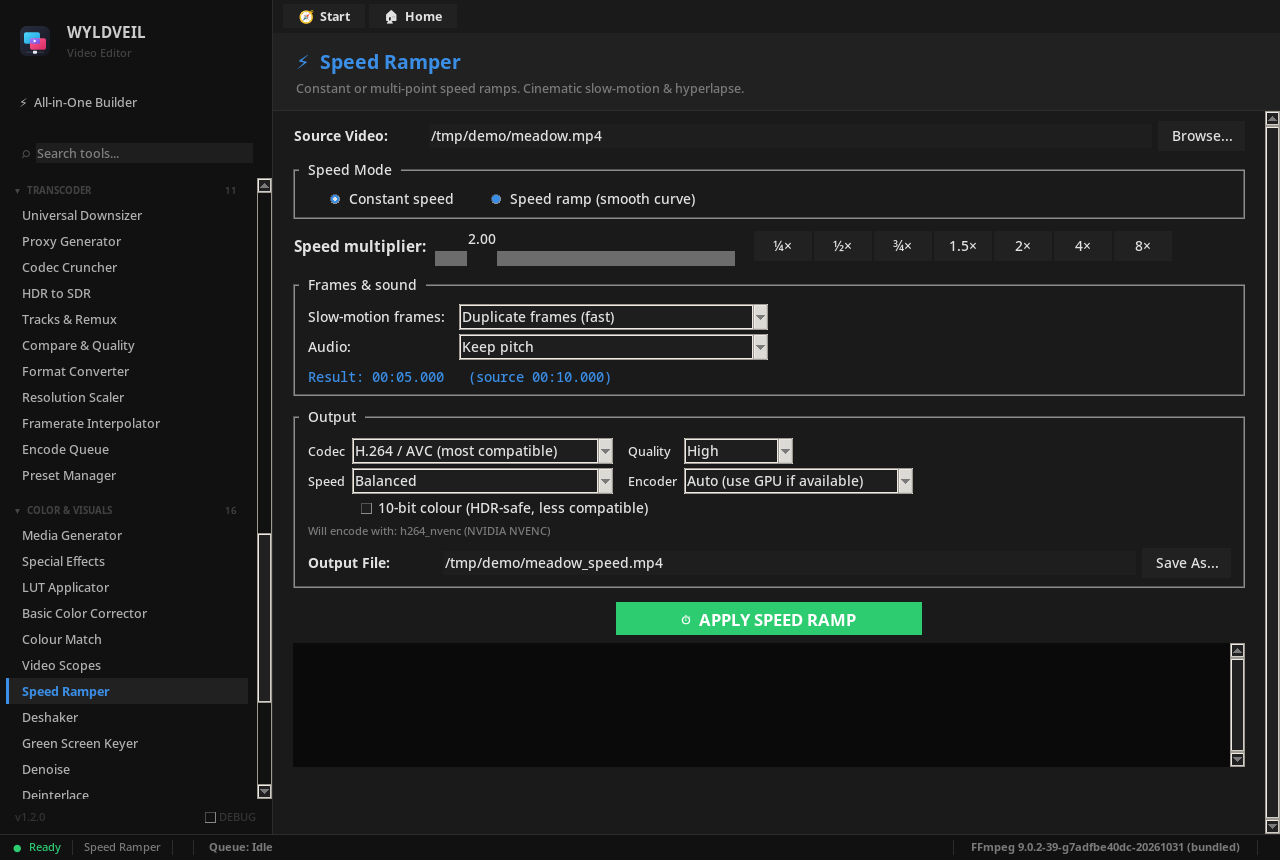 WYLDVEIL
Video Editor
⚡ All-in-One Builder
Search tools...
▾ TRANSCODER 11
Universal Downsizer
Proxy Generator
Codec Cruncher
HDR to SDR
Tracks & Remux
Compare & Quality
Format Converter
Resolution Scaler
Framerate Interpolator
Encode Queue
Preset Manager
▾ COLOR & VISUALS 16
Media Generator
Special Effects
LUT Applicator
Basic Color Corrector
Colour Match
Video Scopes
Speed Ramper
Deshaker
Green Screen Keyer
Denoise
Deinterlace
v1.2.0 DEBUG
Start Home
⚡ Speed Ramper
Constant or multi-point speed ramps. Cinematic slow-motion & hyperlapse.
Source Video: /tmp/demo/meadow.mp4 Browse...
Speed Mode
Constant speed Speed ramp (smooth curve)
2.00
Speed multiplier: ¼× ½× ¾× 1.5× 2× 4× 8×
Frames & sound
Slow-motion frames: Duplicate frames (fast)
Audio: Keep pitch
Result: 00:05.000 (source 00:10.000)
Output
Codec H.264 / AVC (most compatible) Quality High
Speed Balanced Encoder Auto (use GPU if available)
10-bit colour (HDR-safe, less compatible)
Will encode with: h264_nvenc (NVIDIA NVENC)
Output File: /tmp/demo/meadow_speed.mp4 Save As...
⏱ APPLY SPEED RAMP
● Ready Speed Ramper Queue: Idle FFmpeg 9.0.2-39-g7adfbe40dc-20261031 (bundled)